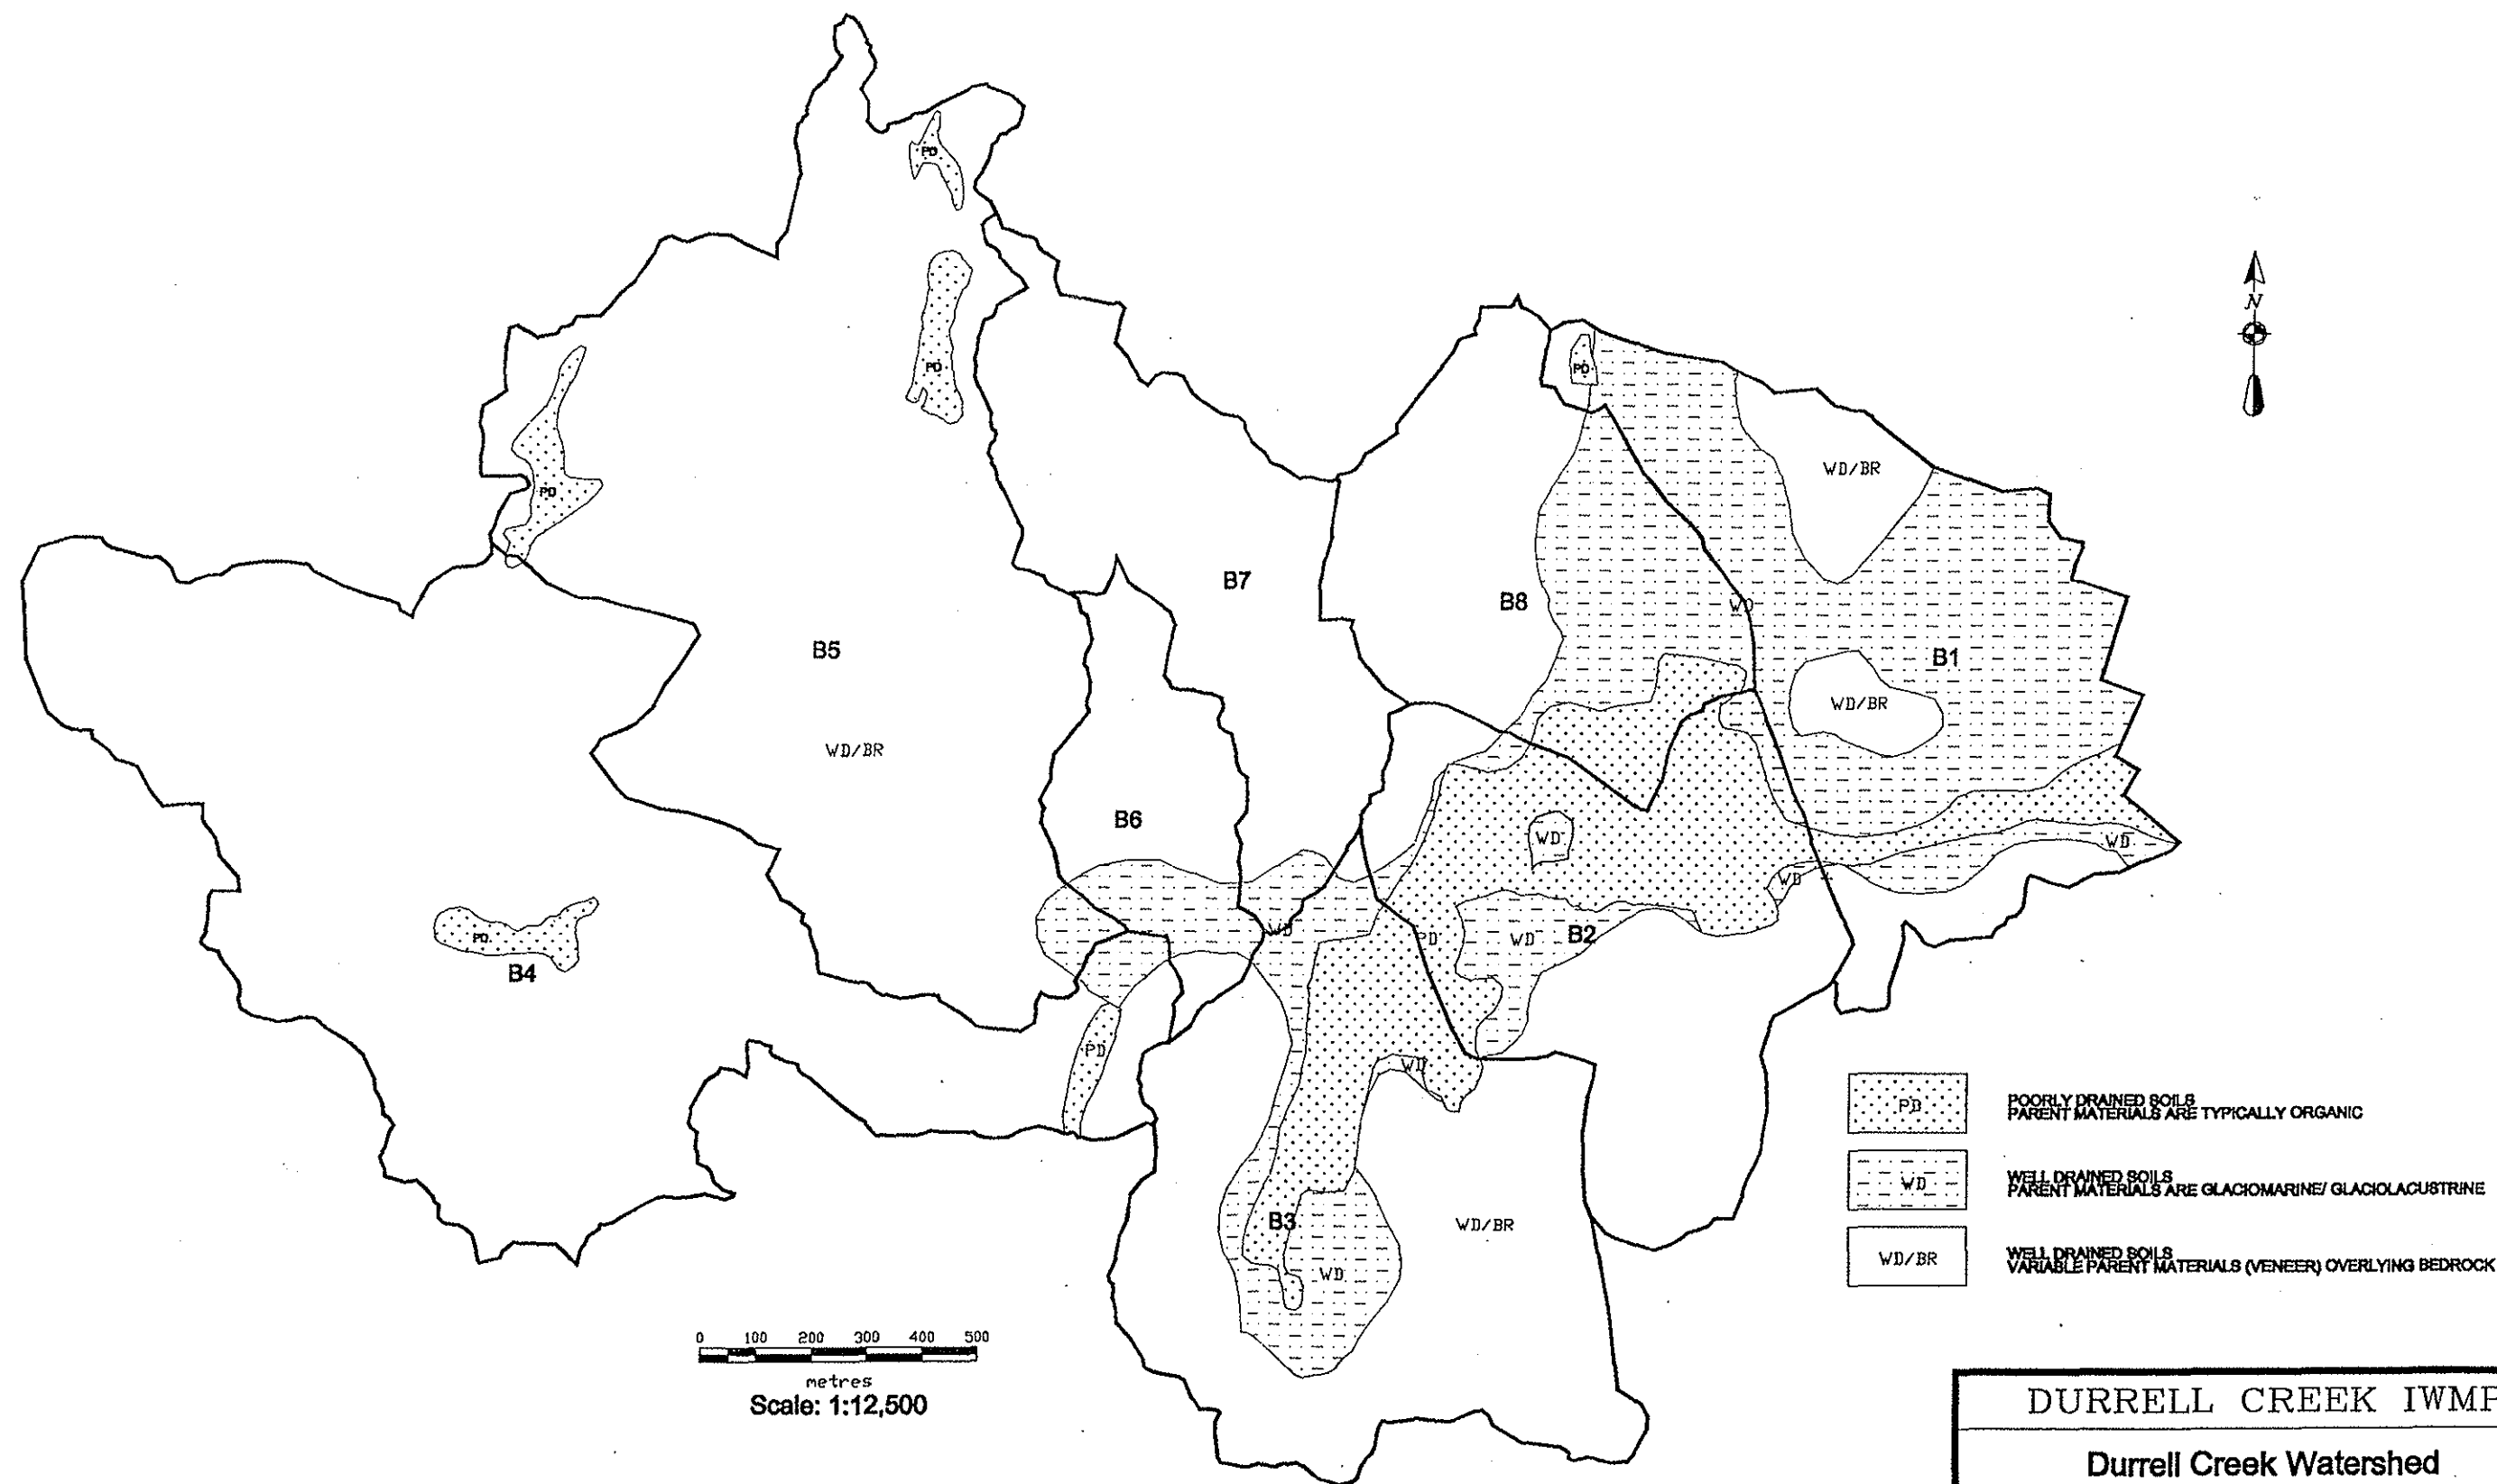 PD
N
PD
PD
WD/BR
PD
B7
B8
WD
B5
B1
WD/BR
WD/BR
B6
WD
WD
WD
PD
B4
WD
PD
WD
B2
PD
WD
PD
POORLY DRAINED SOILS
PARENT MATERIALS ARE TYPICALLY ORGANIC
WD
WELL DRAINED SOILS
PARENT MATERIALS ARE GLACIOMARINE/ GLACIOLACUSTRINE
B3
WD/BR
WD
WD/BR
WELL DRAINED SOILS
VARIABLE PARENT MATERIALS (VENEER) OVERLYING BEDROCK
0 100 200 300 400 500
metres
Scale: 1:12,500
DURRELL CREEK IWMP
Durrell Creek Watershed